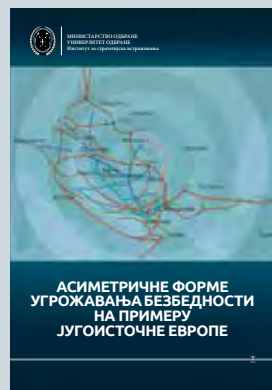 МИНИСТАРСТВО ОДБРАНЕ
УНИВЕРЗИТЕТ ОДБРАНЕ
Институт за стратегијска истраживања
АСИМЕТРИЧНЕ ФОРМЕ
УГРОЖАВАЊА БЕЗБЕДНОСТИ
НА ПРИМЕРУ
ЈУГОИСТОЧНЕ ЕВРОПЕ